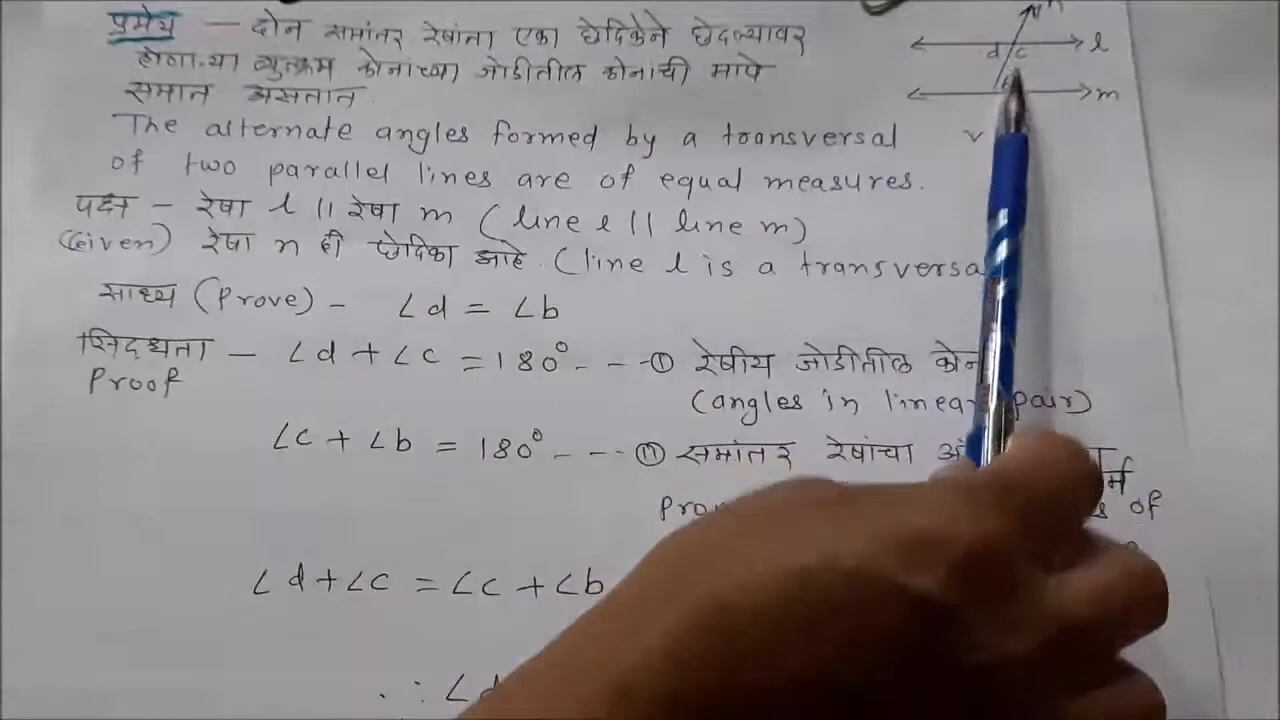 प्रमेय — दोन समांतर रेषांना एका छेदिकेने छेदल्यावर
होणाऱ्या व्युत्क्रम कोनांच्या जोडीतील कोनाची मापे
समान असतात.
The alternate angles formed by a transversal
of two parallel lines are of equal measures.
पक्ष - रेषा l || रेषा m (line l || line m)
(Given) रेषा n ही छेदिका आहे. (line l is a transversa
साध्य (Prove) - ∠d = ∠b
सिद्धता - ∠d + ∠c = 180° - - - ① रेषीय जोडीतील कोन
Proof
(angles in linear pair)
∠c + ∠b = 180° - - - ⑪ समांतर रेषांचा
of
∠d + ∠c = ∠c + ∠b
∴ ∠d
n
d c l
m